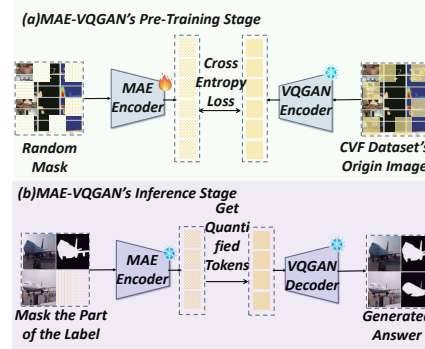 (a)MAE-VQGAN's Pre-Training Stage
MAE
Encoder
Cross
Entropy
Loss
VQGAN
Encoder
Random
Mask
CVF Dataset's
Origin Image
(b)MAE-VQGAN's Inference Stage
Get
Quanti
fied
Tokens
MAE
Encoder
VQGAN
Decoder
Mask the Part
of the Label
Generated
Answer